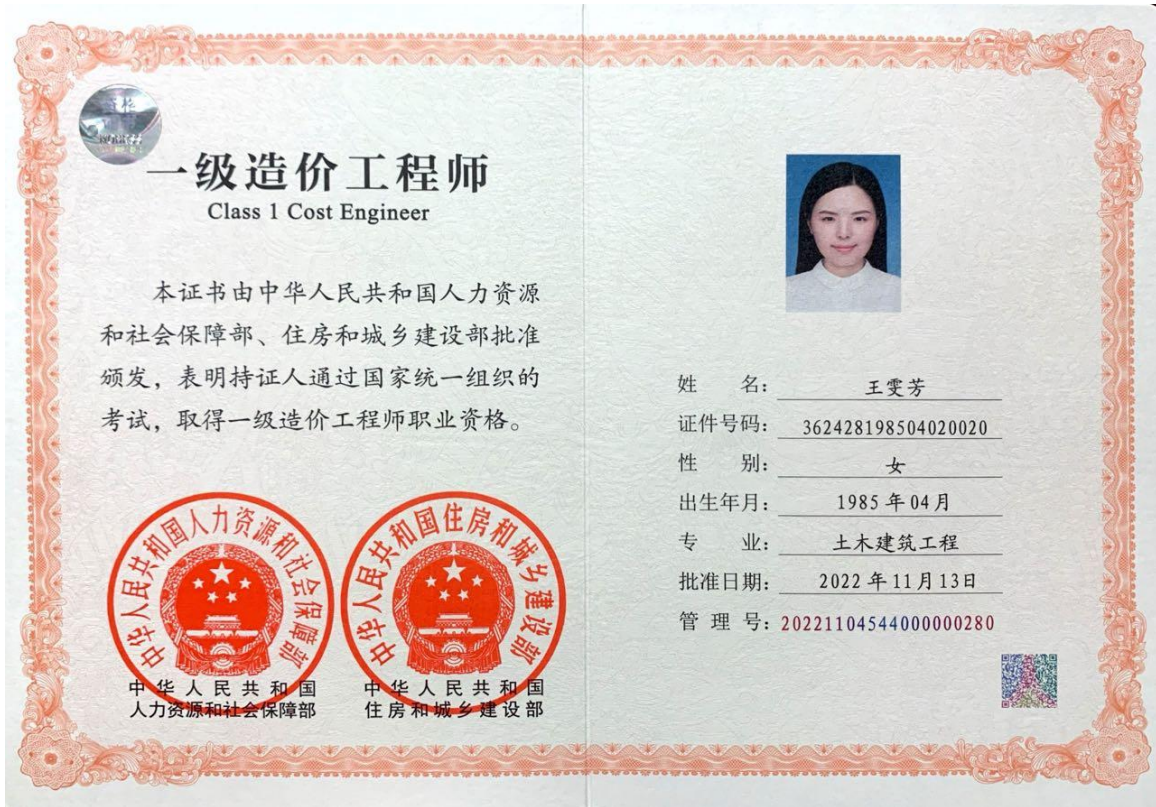 一级造价工程师
Class 1 Cost Engineer
本证书由中华人民共和国人力资源
和社会保障部、住房和城乡建设部批准
颁发，表明持证人通过国家统一组织的
考试，取得一级造价工程师职业资格。
中华人民共和国人力资源和社会保障部
中华人民共和国住房和城乡建设部
中华人民共和国
人力资源和社会保障部
中华人民共和国
住房和城乡建设部
姓 名：王雯芳
证件号码：362428198504020020
性 别：女
出生年月：1985年04月
专 业：土木建筑工程
批准日期：2022年11月13日
管 理 号：20221104544000000280